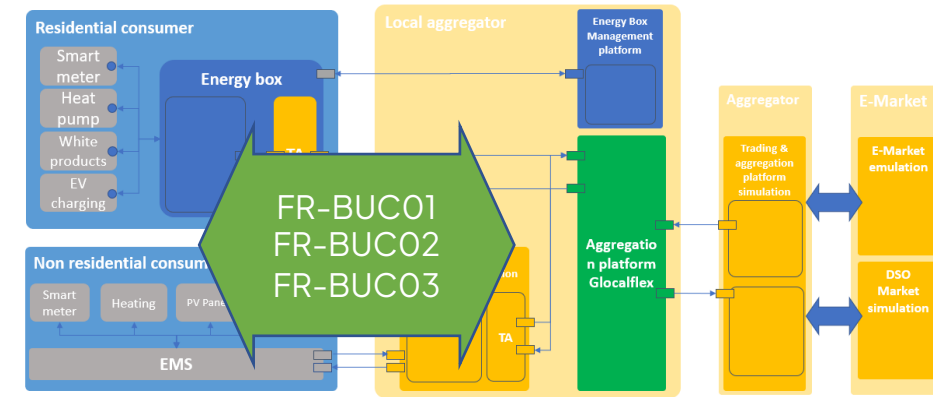 Residential consumer
Smart
meter
Heat
pump
White
products
EV
charging
Energy box
TA
Local aggregator
Energy Box
Management
platform
Aggregator
E-Market
Trading &
aggregation
platform
simulation
E-Market
emulation
FR-BUC01
FR-BUC02
FR-BUC03
Aggregatio
n platform
Glocalflex
DSO
Market
simulation
Non residential consum
Smart
meter
Heating
PV Pane
EMS
TA